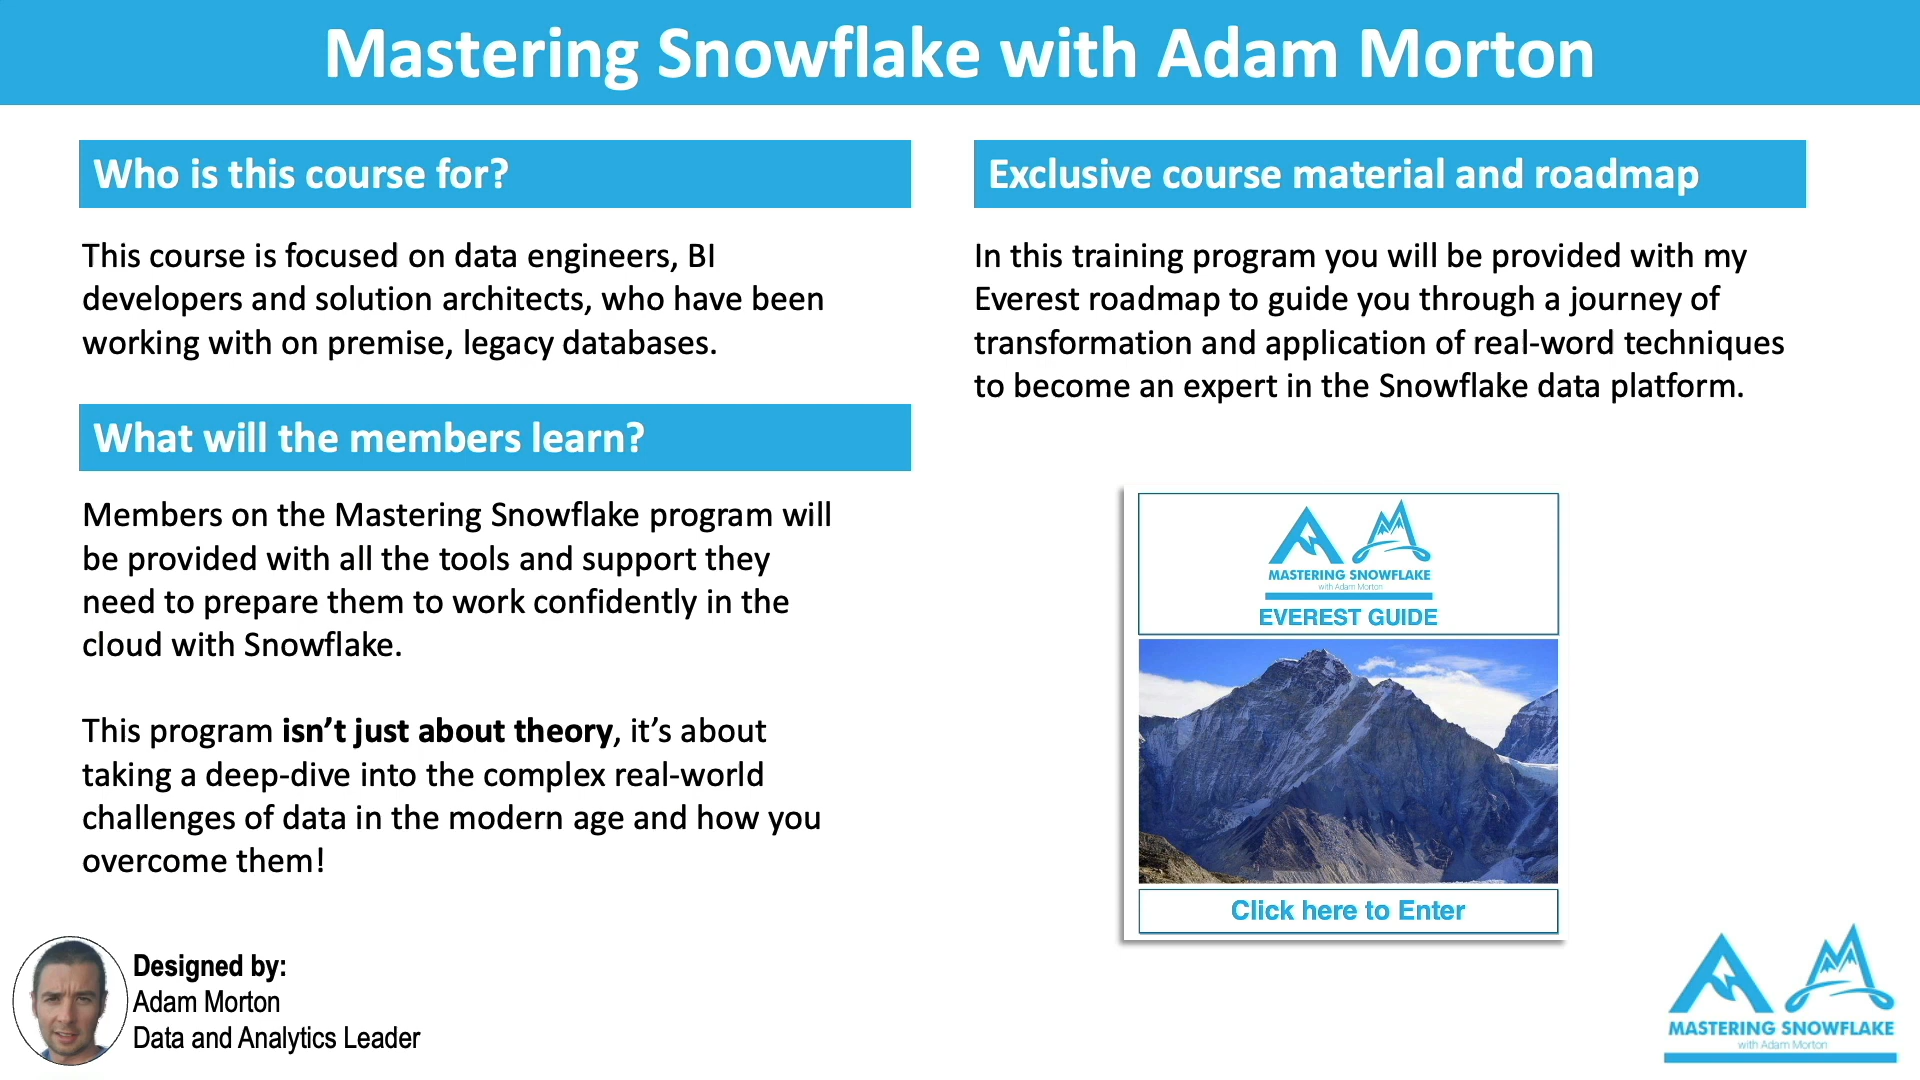 Mastering Snowflake with Adam Morton
Who is this course for?
This course is focused on data engineers, BI
developers and solution architects, who have been
working with on premise, legacy databases.
What will the members learn?
Members on the Mastering Snowflake program will
be provided with all the tools and support they
need to prepare them to work confidently in the
cloud with Snowflake.
This program isn’t just about theory, it’s about
taking a deep-dive into the complex real-world
challenges of data in the modern age and how you
overcome them!
Exclusive course material and roadmap
In this training program you will be provided with my
Everest roadmap to guide you through a journey of
transformation and application of real-word techniques
to become an expert in the Snowflake data platform.
MASTERING SNOWFLAKE
with Adam Morton
EVEREST GUIDE
Click here to Enter
Designed by:
Adam Morton
Data and Analytics Leader
MASTERING SNOWFLAKE
with Adam Morton